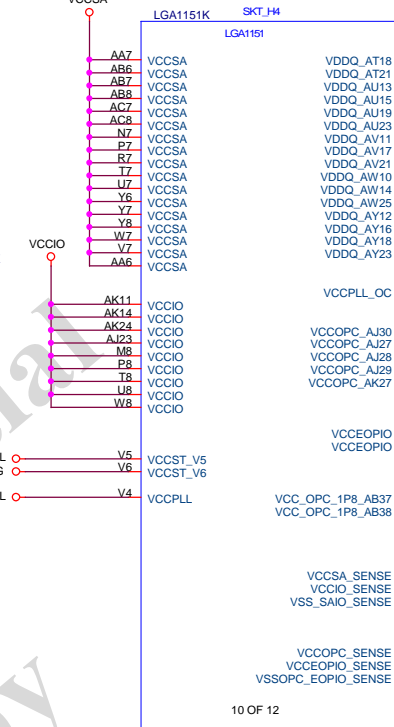 VCCSA
LGA1151K SKT_H4
LGA1151
AA7 VCCSA VDDQ_AT18
AB6 VCCSA VDDQ_AT21
AB7 VCCSA VDDQ_AU13
AB8 VCCSA VDDQ_AU15
AC7 VCCSA VDDQ_AU19
AC8 VCCSA VDDQ_AU23
N7 VCCSA VDDQ_AV11
P7 VCCSA VDDQ_AV17
R7 VCCSA VDDQ_AV21
T7 VCCSA VDDQ_AW10
U7 VCCSA VDDQ_AW14
Y6 VCCSA VDDQ_AW25
Y7 VCCSA VDDQ_AY12
Y8 VCCSA VDDQ_AY16
W7 VCCSA VDDQ_AY18
V7 VCCSA VDDQ_AY23
AA6 VCCSA
VCCIO
VCCPLL_OC
AK11 VCCIO
AK14 VCCIO
AK24 VCCIO VCCOPC_AJ30
AJ23 VCCIO VCCOPC_AJ27
M8 VCCIO VCCOPC_AJ28
P8 VCCIO VCCOPC_AJ29
T8 VCCIO VCCOPC_AK27
U8 VCCIO
W8 VCCIO
VCCEOPIO
VCCEOPIO
L V5 VCCST_V5
G V6 VCCST_V6
L V4 VCCPLL VCC_OPC_1P8_AB37
VCC_OPC_1P8_AB38
VCCSA_SENSE
VCCIO_SENSE
VSS_SAIO_SENSE
VCCOPC_SENSE
VCCEOPIO_SENSE
VSSOPC_EOPIO_SENSE
10 OF 12